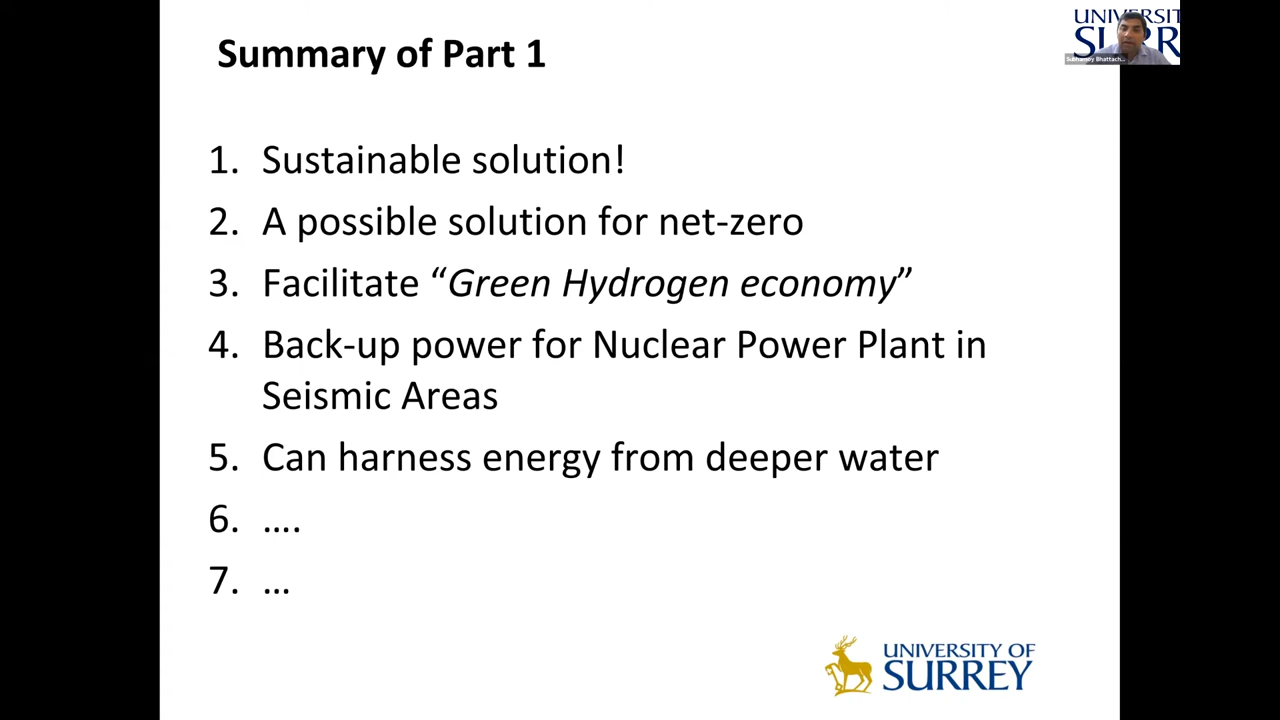 Summary of Part 1
UNIVERSIT
1. Sustainable solution!
2. A possible solution for net-zero
3. Facilitate “Green Hydrogen economy”
4. Back-up power for Nuclear Power Plant in
Seismic Areas
5. Can harness energy from deeper water
6. ....
7. ...
UNIVERSITY OF
SURREY